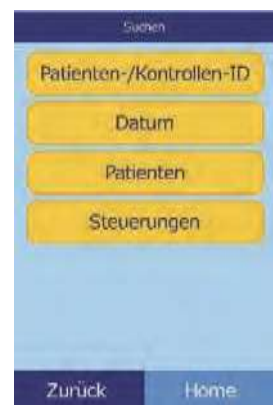 Suchen
Patienten-/Kontrollen-ID
Datum
Patienten
Steuerungen
Zurück
Home